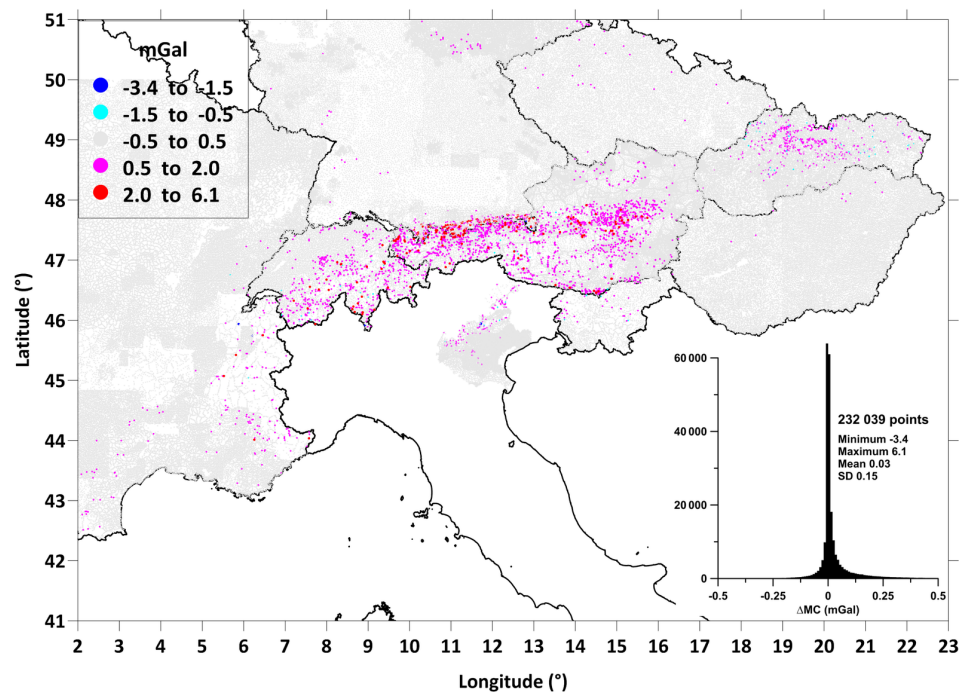 51
50
49
48
47
46
45
44
43
42
41
Latitude (°)
mGal
-3.4 to -1.5
-1.5 to -0.5
-0.5 to 0.5
0.5 to 2.0
2.0 to 6.1
60 000
40 000
20 000
0
232 039 points
Minimum -3.4
Maximum 6.1
Mean 0.03
SD 0.15
-0.5 -0.25 0 0.25 0.5
ΔMC (mGal)
2 3 4 5 6 7 8 9 10 11 12 13 14 15 16 17 18 19 20 21 22 23
Longitude (°)